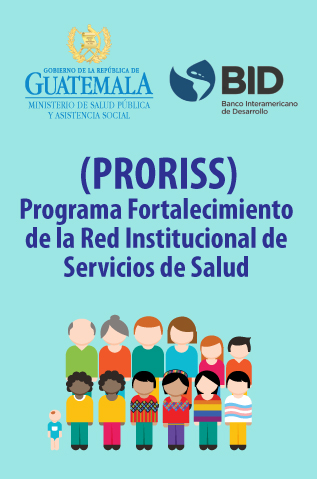 GOBIERNO DE LA REPÚBLICA DE
GUATEMALA
MINISTERIO DE SALUD PÚBLICA
Y ASISTENCIA SOCIAL
BID
Banco Interamericano
de Desarrollo
(PRORISS)
Programa Fortalecimiento
de la Red Institucional de
Servicios de Salud